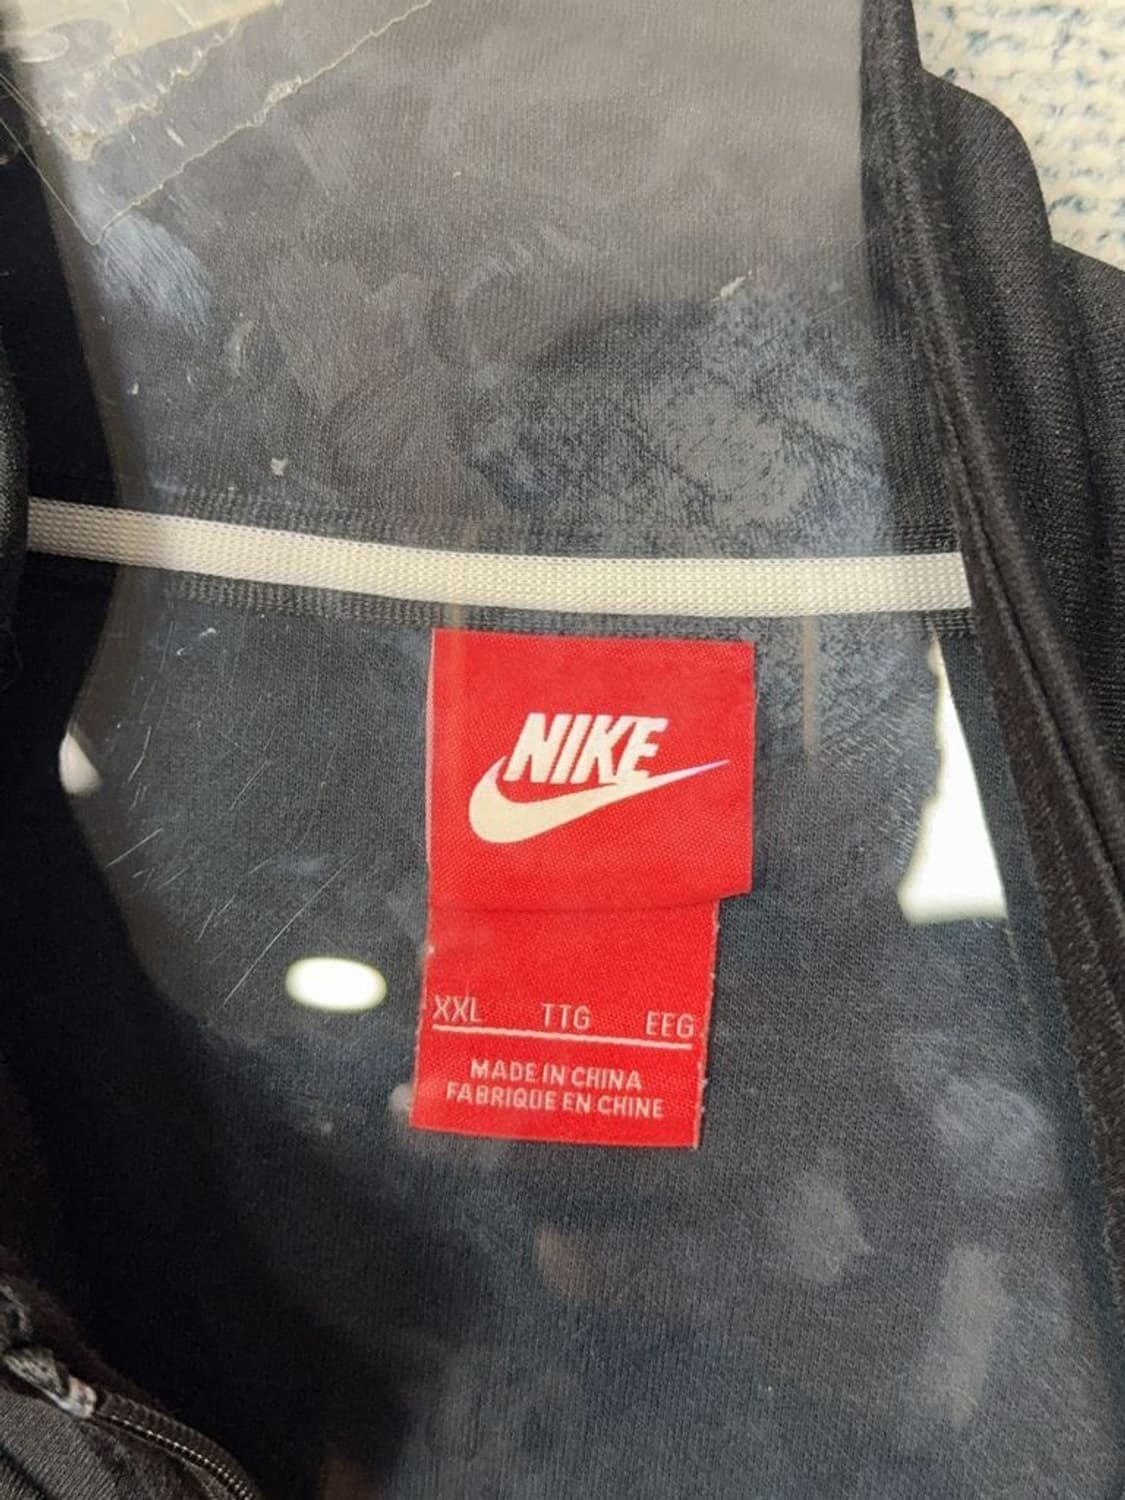 NIKE
XXL TTG EEG
MADE IN CHINA
FABRIQUE EN CHINE